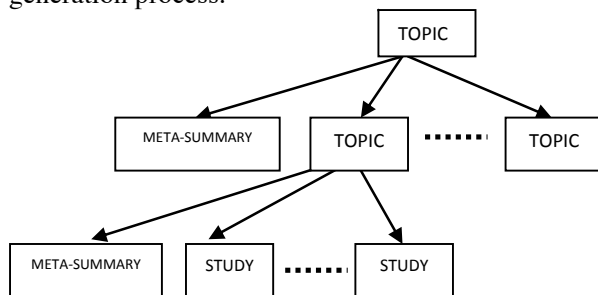 generation process.
TOPIC
META-SUMMARY
TOPIC
TOPIC
META-SUMMARY
STUDY
STUDY